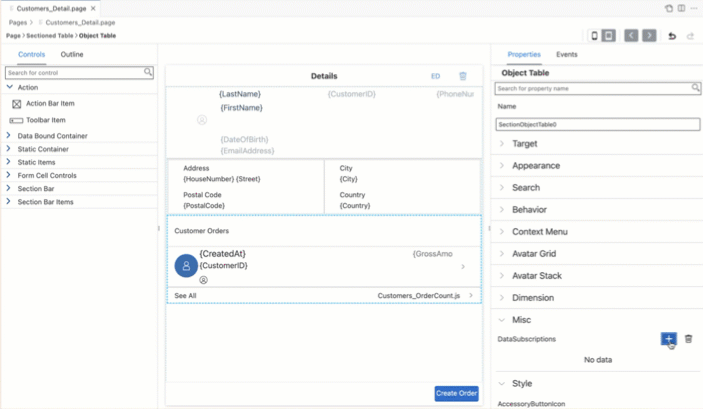 Customers_Detail.page
Pages > Customers_Detail.page
Page > Sectioned Table > Object Table
Controls
Outline
Search for control
Action
Action Bar Item
Toolbar Item
Data Bound Container
Static Container
Static Items
Form Cell Controls
Section Bar
Section Bar Items
Details
ED
{LastName}
{CustomerID}
{PhoneNu
{FirstName}
{DateOfBirth}
{EmailAddress}
Address
City
{HouseNumber} {Street}
{City}
Postal Code
Country
{PostalCode}
{Country}
Customer Orders
{CreatedAt}
{GrossAmo
{CustomerID}
See All
Customers_OrderCount.js
Create Order
Properties
Events
Object Table
Search for property name
Name
SectionObjectTable0
Target
Appearance
Search
Behavior
Context Menu
Avatar Grid
Avatar Stack
Dimension
Misc
DataSubscriptions
No data
Style
AccessoryButtonIcon